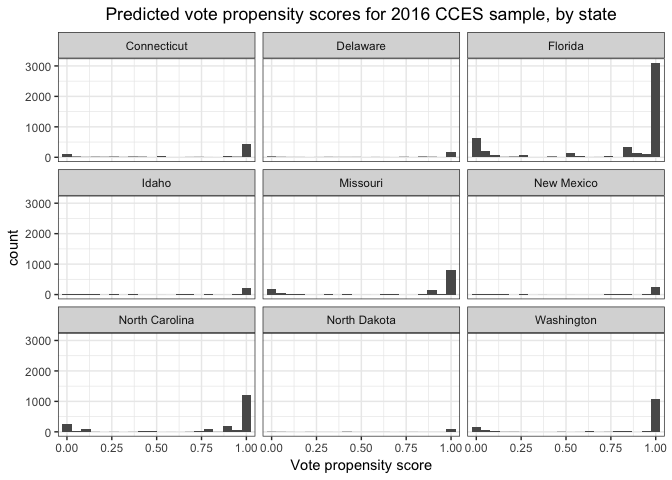 Predicted vote propensity scores for 2016 CCES sample, by state
Connecticut Delaware Florida
3000
2000
1000
0
Idaho Missouri New Mexico
3000
2000
1000
0
count
North Carolina North Dakota Washington
3000
2000
1000
0
0.00 0.25 0.50 0.75 1.00 0.00 0.25 0.50 0.75 1.00 0.00 0.25 0.50 0.75 1.00
Vote propensity score